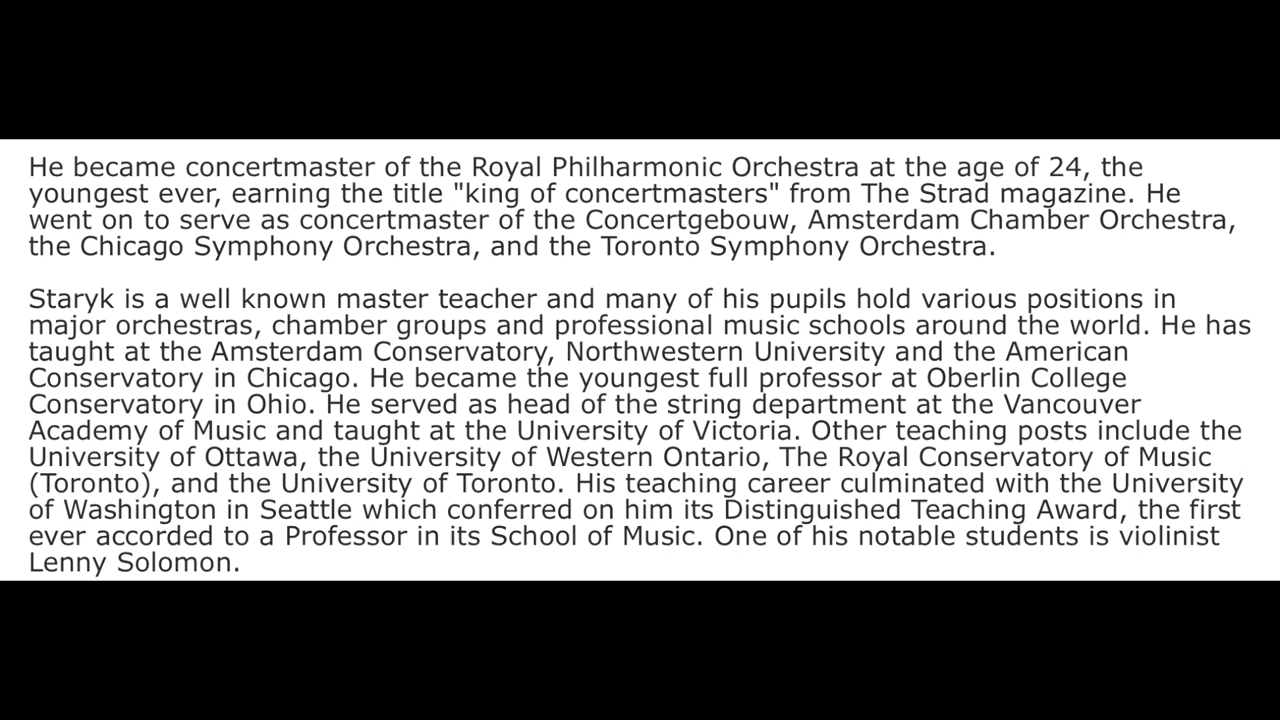 He became concertmaster of the Royal Philharmonic Orchestra at the age of 24, the
youngest ever, earning the title "king of concertmasters" from The Strad magazine. He
went on to serve as concertmaster of the Concertgebouw, Amsterdam Chamber Orchestra,
the Chicago Symphony Orchestra, and the Toronto Symphony Orchestra.
Staryk is a well known master teacher and many of his pupils hold various positions in
major orchestras, chamber groups and professional music schools around the world. He has
taught at the Amsterdam Conservatory, Northwestern University and the American
Conservatory in Chicago. He became the youngest full professor at Oberlin College
Conservatory in Ohio. He served as head of the string department at the Vancouver
Academy of Music and taught at the University of Victoria. Other teaching posts include the
University of Ottawa, the University of Western Ontario, The Royal Conservatory of Music
(Toronto), and the University of Toronto. His teaching career culminated with the University
of Washington in Seattle which conferred on him its Distinguished Teaching Award, the first
ever accorded to a Professor in its School of Music. One of his notable students is violinist
Lenny Solomon.